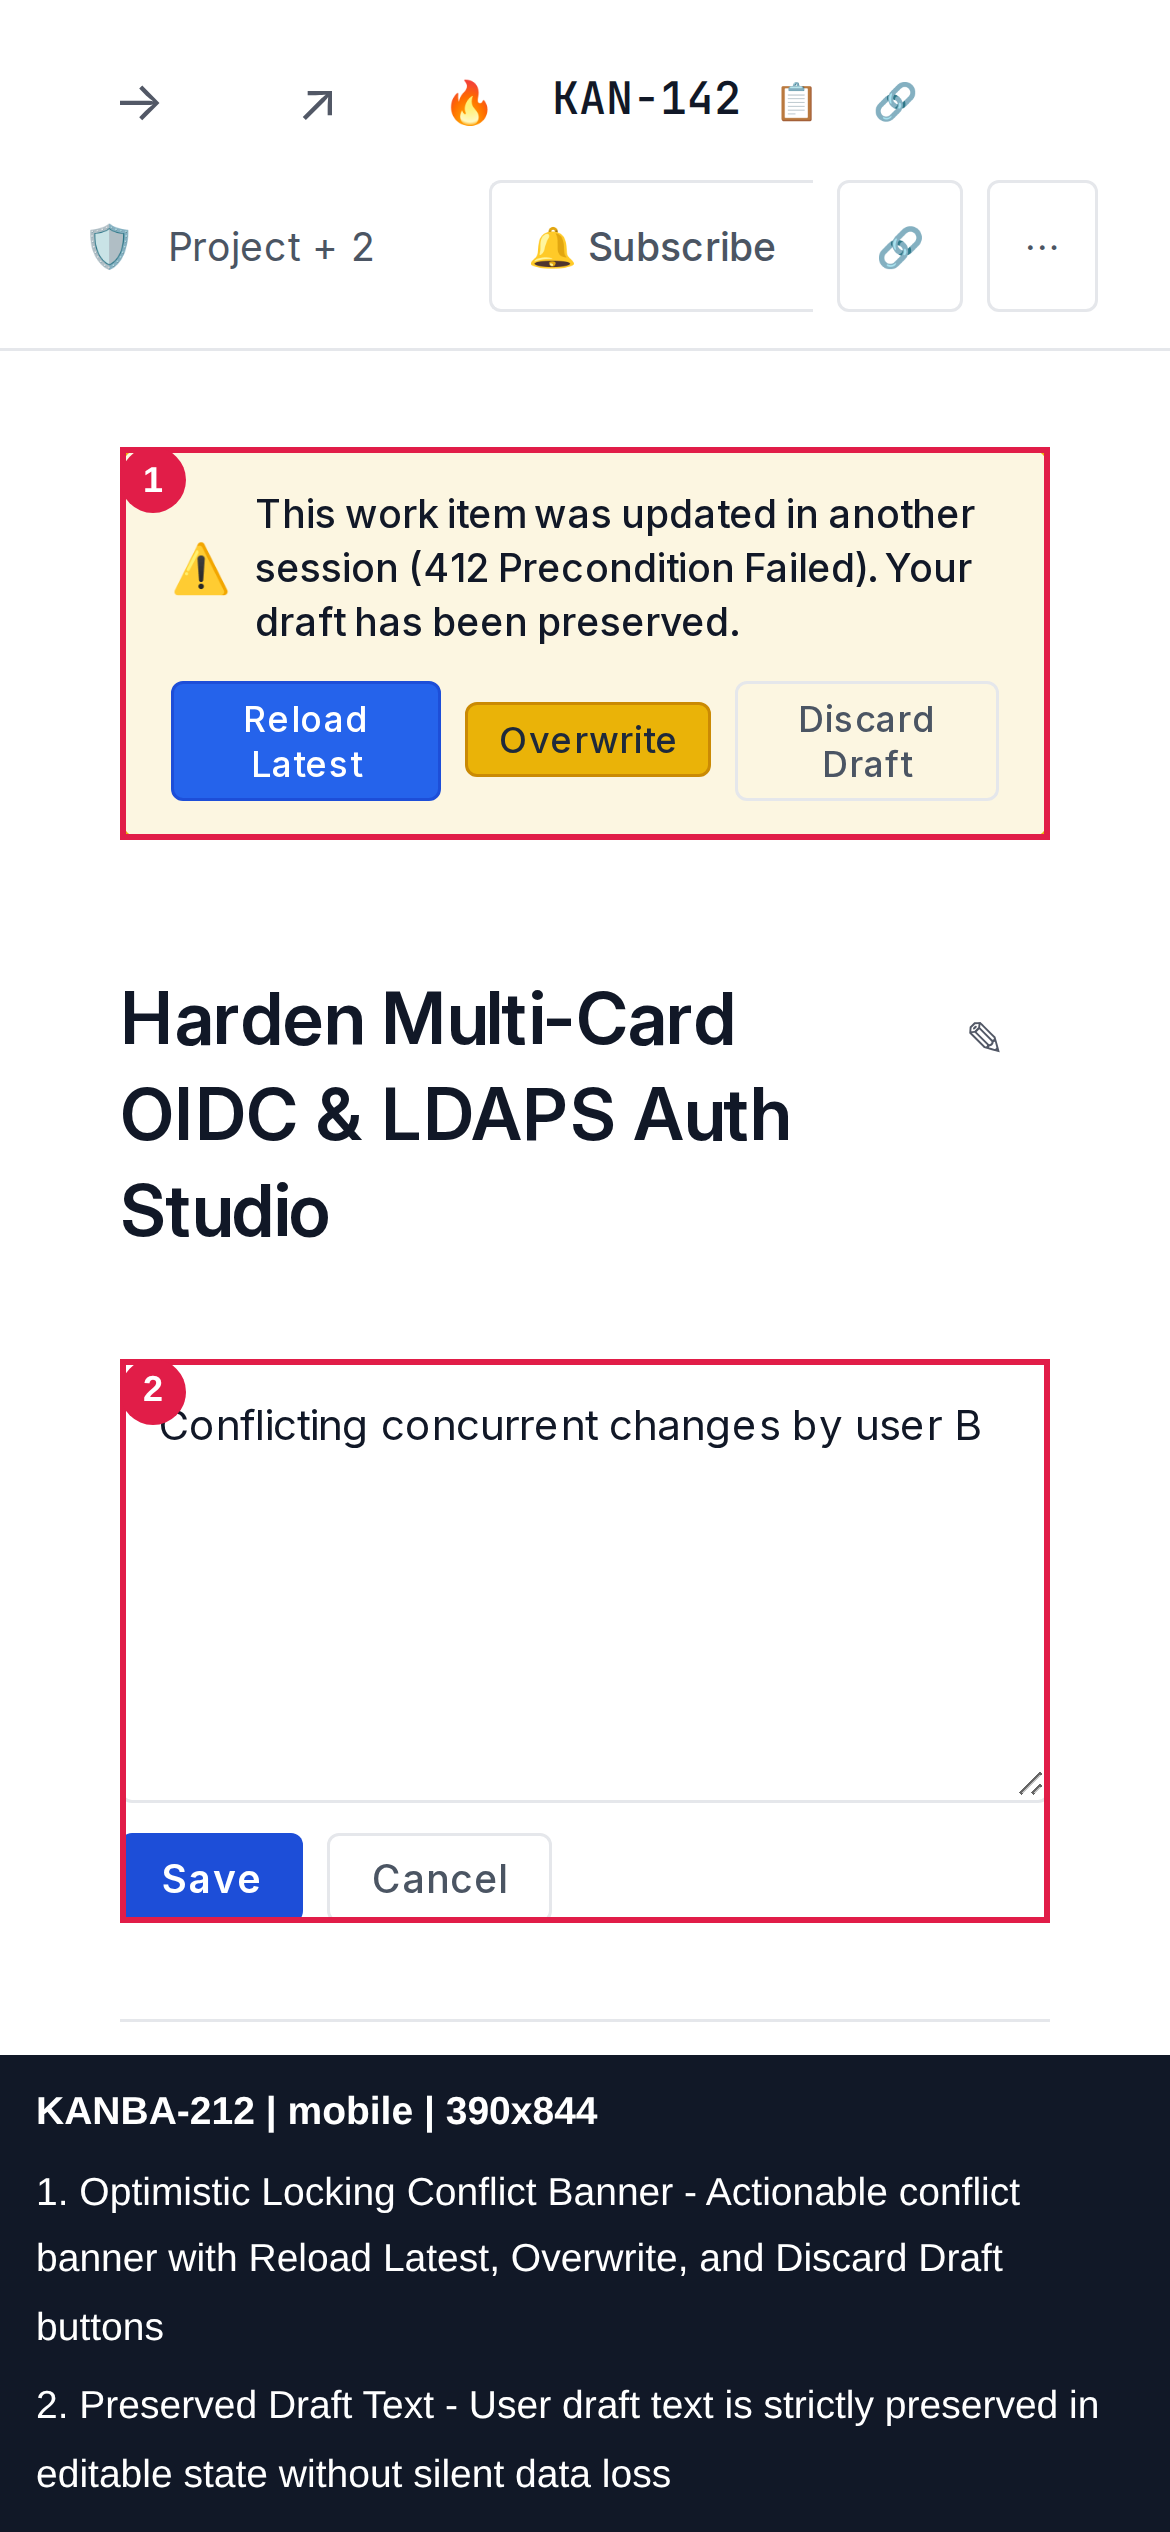 → ↗ 🔥 KAN-142 📋 🔗
🛡️ Project + 2 🔔 Subscribe 🔗 ...
1
This work item was updated in another
session (412 Precondition Failed). Your
⚠️
draft has been preserved.
Reload
Latest
Overwrite
Discard
Draft
Harden Multi-Card
OIDC & LDAPS Auth
Studio
✎
2
Conflicting concurrent changes by user B
Save Cancel
KANBA-212 | mobile | 390x844
1. Optimistic Locking Conflict Banner - Actionable conflict
banner with Reload Latest, Overwrite, and Discard Draft
buttons
2. Preserved Draft Text - User draft text is strictly preserved in
editable state without silent data loss